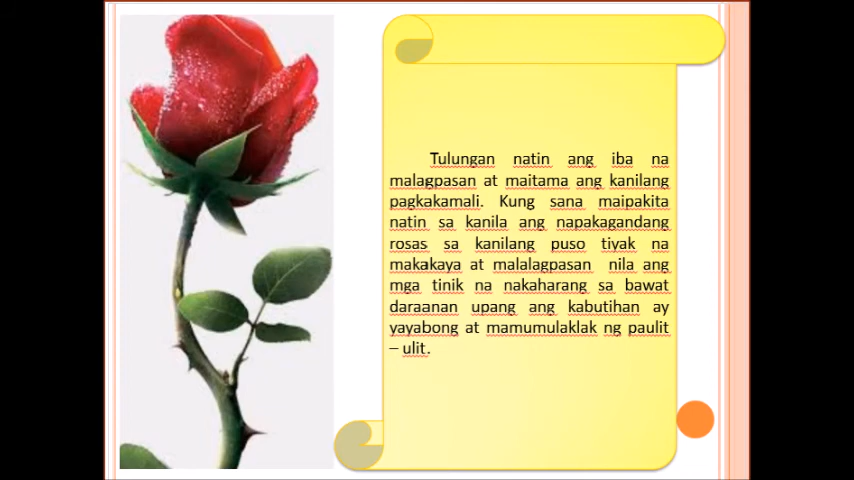 Tulungan natin ang iba na
malagpasan at maitama ang kanilang
pagkakamali. Kung sana maipakita
natin sa kanila ang napakagandang
rosas sa kanilang puso tiyak na
makakaya at malalagpasan nila ang
mga tinik na nakaharang sa bawat
daraanan upang ang kabutihan ay
yayabong at mamumulaklak ng paulit
– ulit.